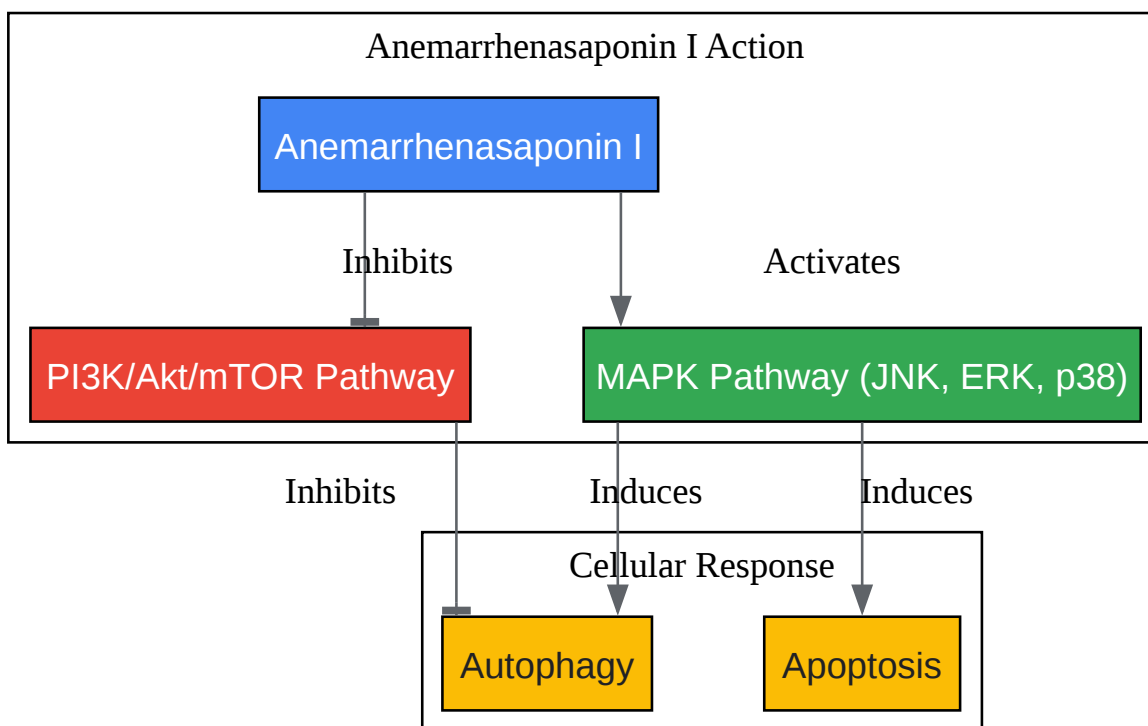 Anemarrhenasaponin I Action
Anemarrhenasaponin I
Inhibits
Activates
PI3K/Akt/mTOR Pathway
MAPK Pathway (JNK, ERK, p38)
Inhibits
Induces
Induces
Cellular Response
Autophagy
Apoptosis